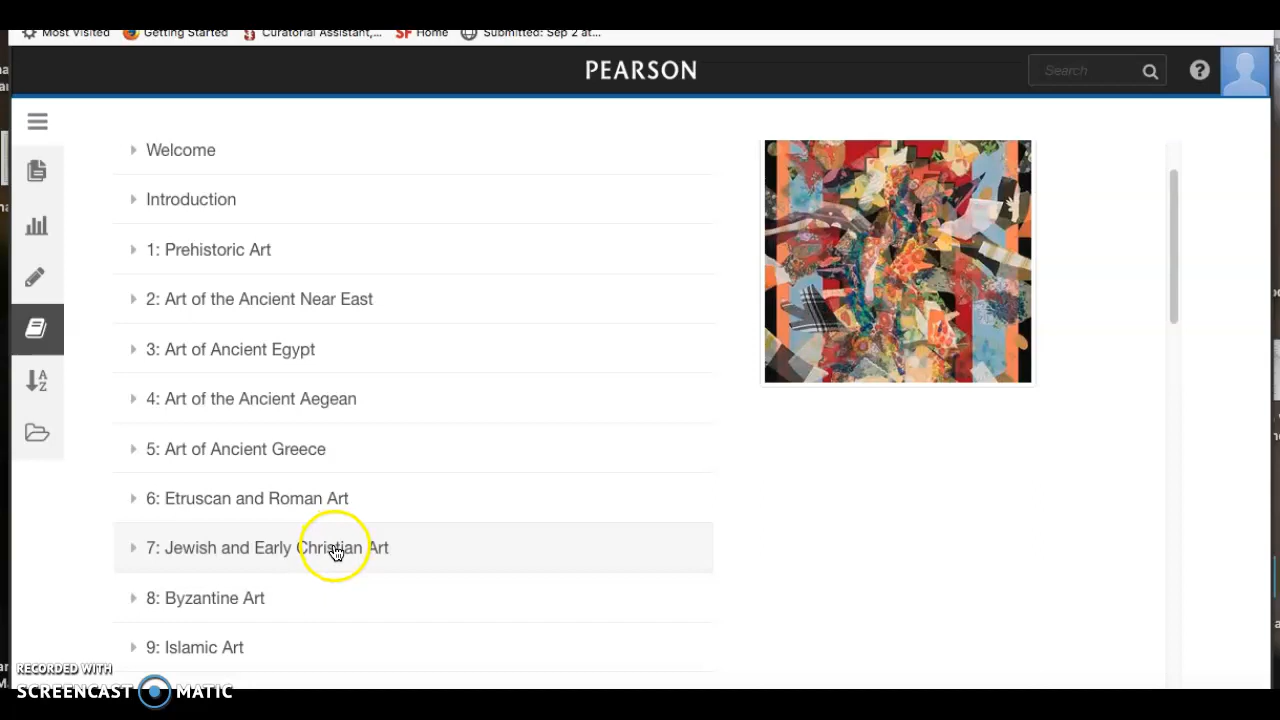 Most Visited Getting Started Curatorial Assistant,... SF Home Submitted: Sep 2 at...
PEARSON
Search
Welcome
Introduction
1: Prehistoric Art
2: Art of the Ancient Near East
3: Art of Ancient Egypt
4: Art of the Ancient Aegean
5: Art of Ancient Greece
6: Etruscan and Roman Art
7: Jewish and Early Christian Art
8: Byzantine Art
9: Islamic Art
RECORDED WITH
SCREENCAST MATIC